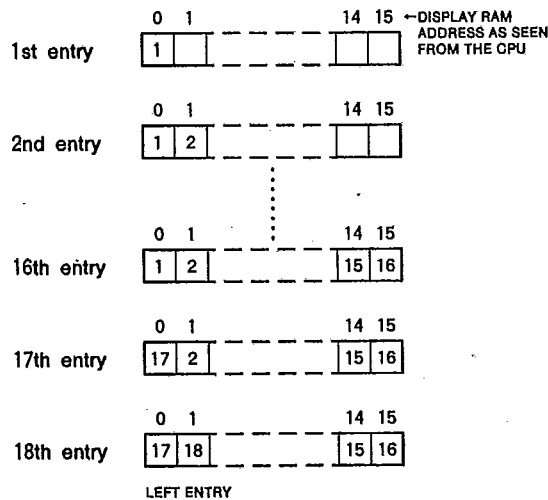 0 1 14 15 ←DISPLAY RAM
ADDRESS AS SEEN
FROM THE CPU
1st entry 1
0 1 14 15
2nd entry 1 2
0 1 14 15
16th entry 1 2 15 16
0 1 14 15
17th entry 17 2 15 16
0 1 14 15
18th entry 17 18 15 16
LEFT ENTRY